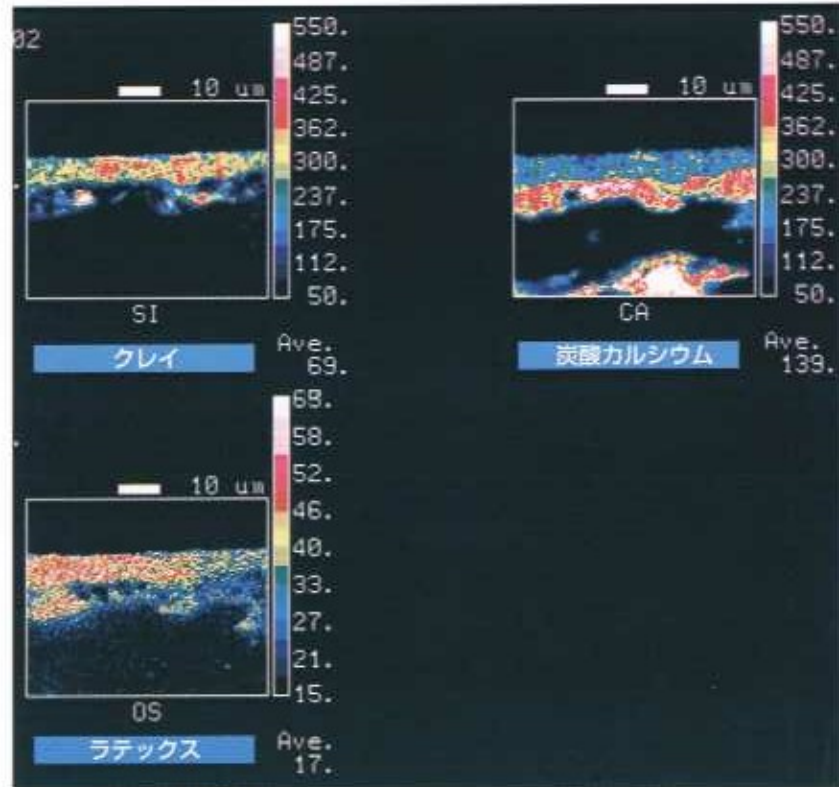 02
10 um
550.
487.
425.
362.
300.
237.
175.
112.
50.
SI
クレイ
Ave.
69.
10 um
550.
487.
425.
362.
300.
237.
175.
112.
50.
CA
炭酸カルシウム
Ave.
139.
10 um
58.
52.
46.
40.
33.
27.
21.
15.
OS
ラテックス
Ave.
17.